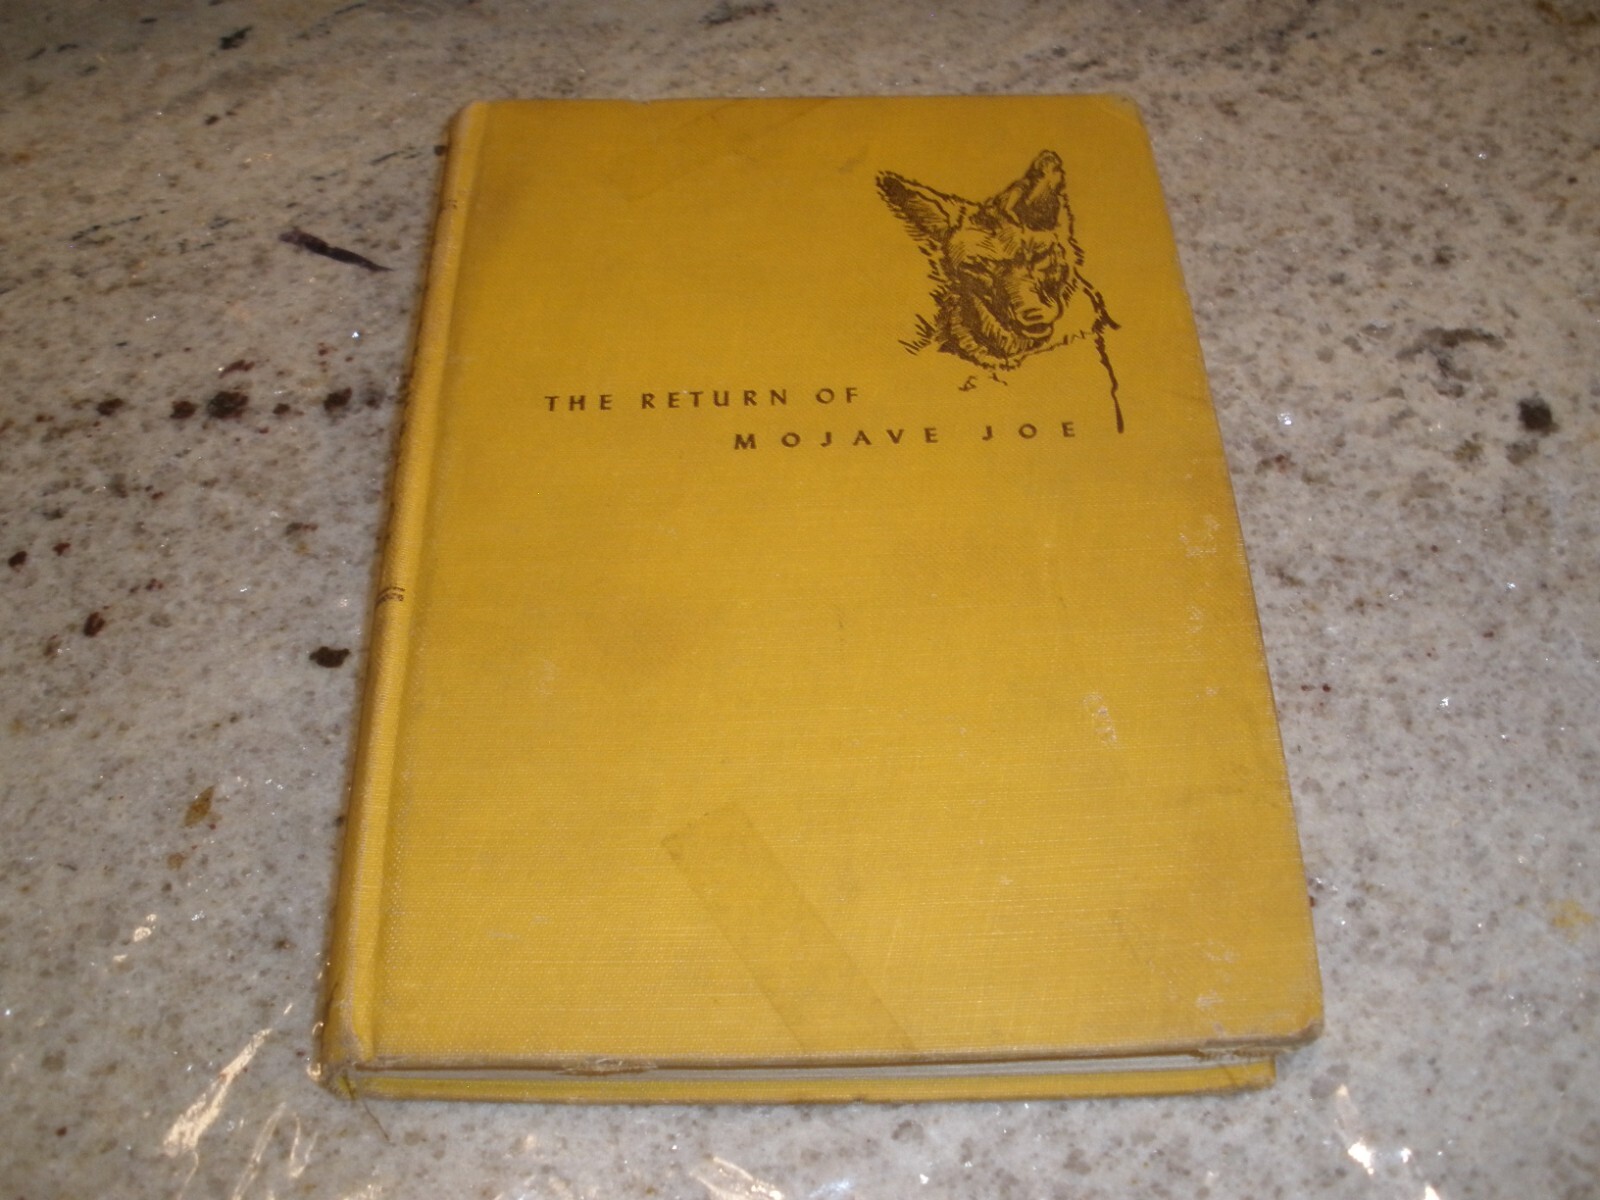 THE RETURN OF
MOJAVE JOE